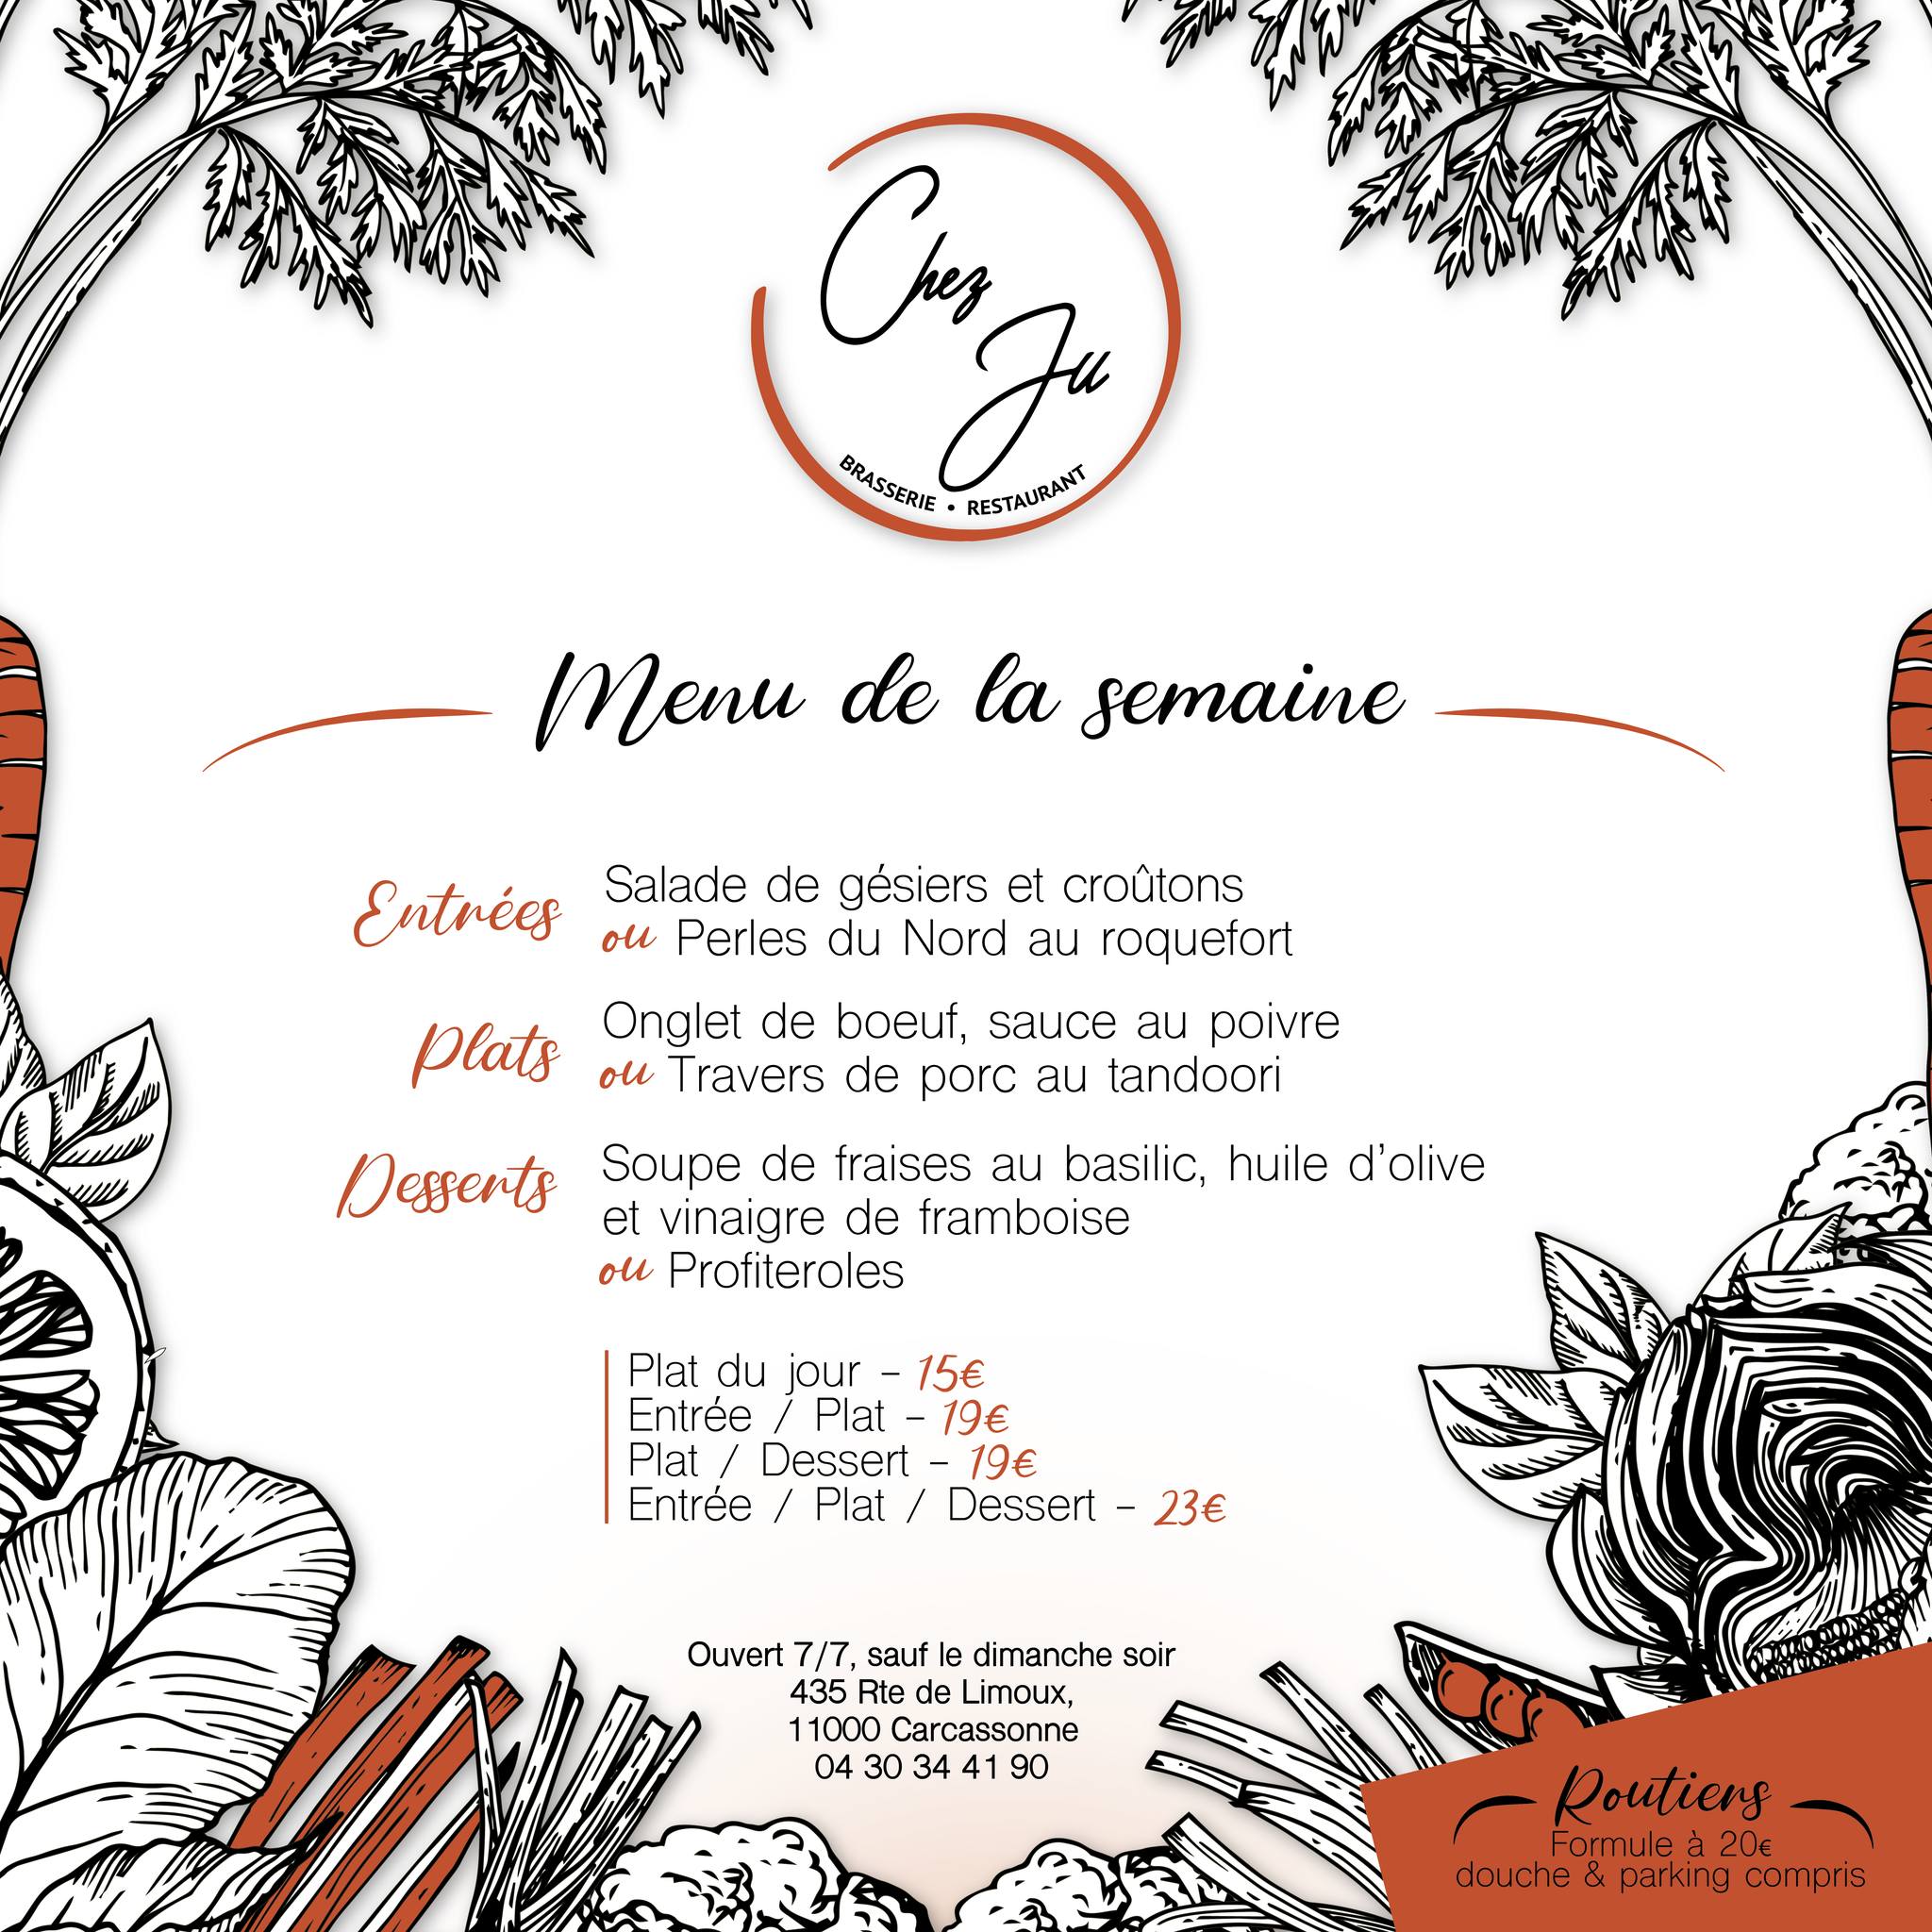 Chez
Ju
BRASSERIE • RESTAURANT
Menu de la semaine
Entrées
Salade de gésiers et croûtons
ou Perles du Nord au roquefort
Plats
Onglet de boeuf, sauce au poivre
ou Travers de porc au tandoori
Desserts
Soupe de fraises au basilic, huile d’olive
et vinaigre de framboise
ou Profiteroles
Plat du jour – 15€
Entrée / Plat – 19€
Plat / Dessert – 19€
Entrée / Plat / Dessert – 23€
Ouvert 7/7, sauf le dimanche soir
435 Rte de Limoux,
11000 Carcassonne
04 30 34 41 90
Routiers
Formule à 20€
douche & parking compris